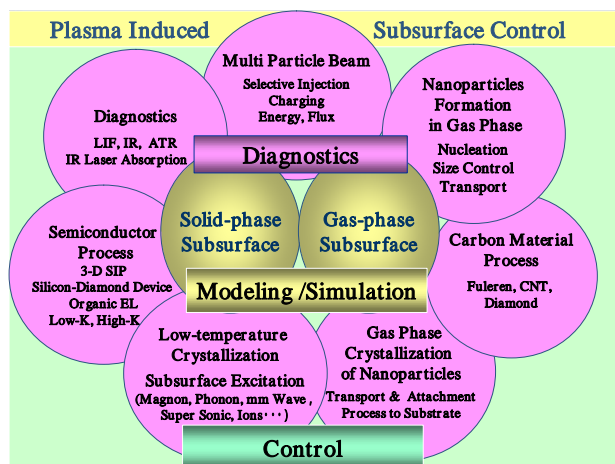 Plasma Induced
Subsurface Control
Multi Particle Beam
Selective Injection
Charging
Energy, Flux
Diagnostics
LIF, IR, ATR
IR Laser Absorption
Nanoparticles
Formation
in Gas Phase
Nucleation
Size Control
Transport
Diagnostics
Solid-phase
Subsurface
Gas-phase
Subsurface
Semiconductor
Process
3-D SIP
Silicon-Diamond Device
Organic EL
Low-K, High-K
Carbon Material
Process
Fuleren, CNT,
Diamond
Modeling /Simulation
Low-temperature
Crystallization
Subsurface Excitation
(Magnon, Phonon, mm Wave ,
Super Sonic, Ions･･･)
Gas Phase
Crystallization
of Nanoparticles
Transport & Attachment
Process to Substrate
Control